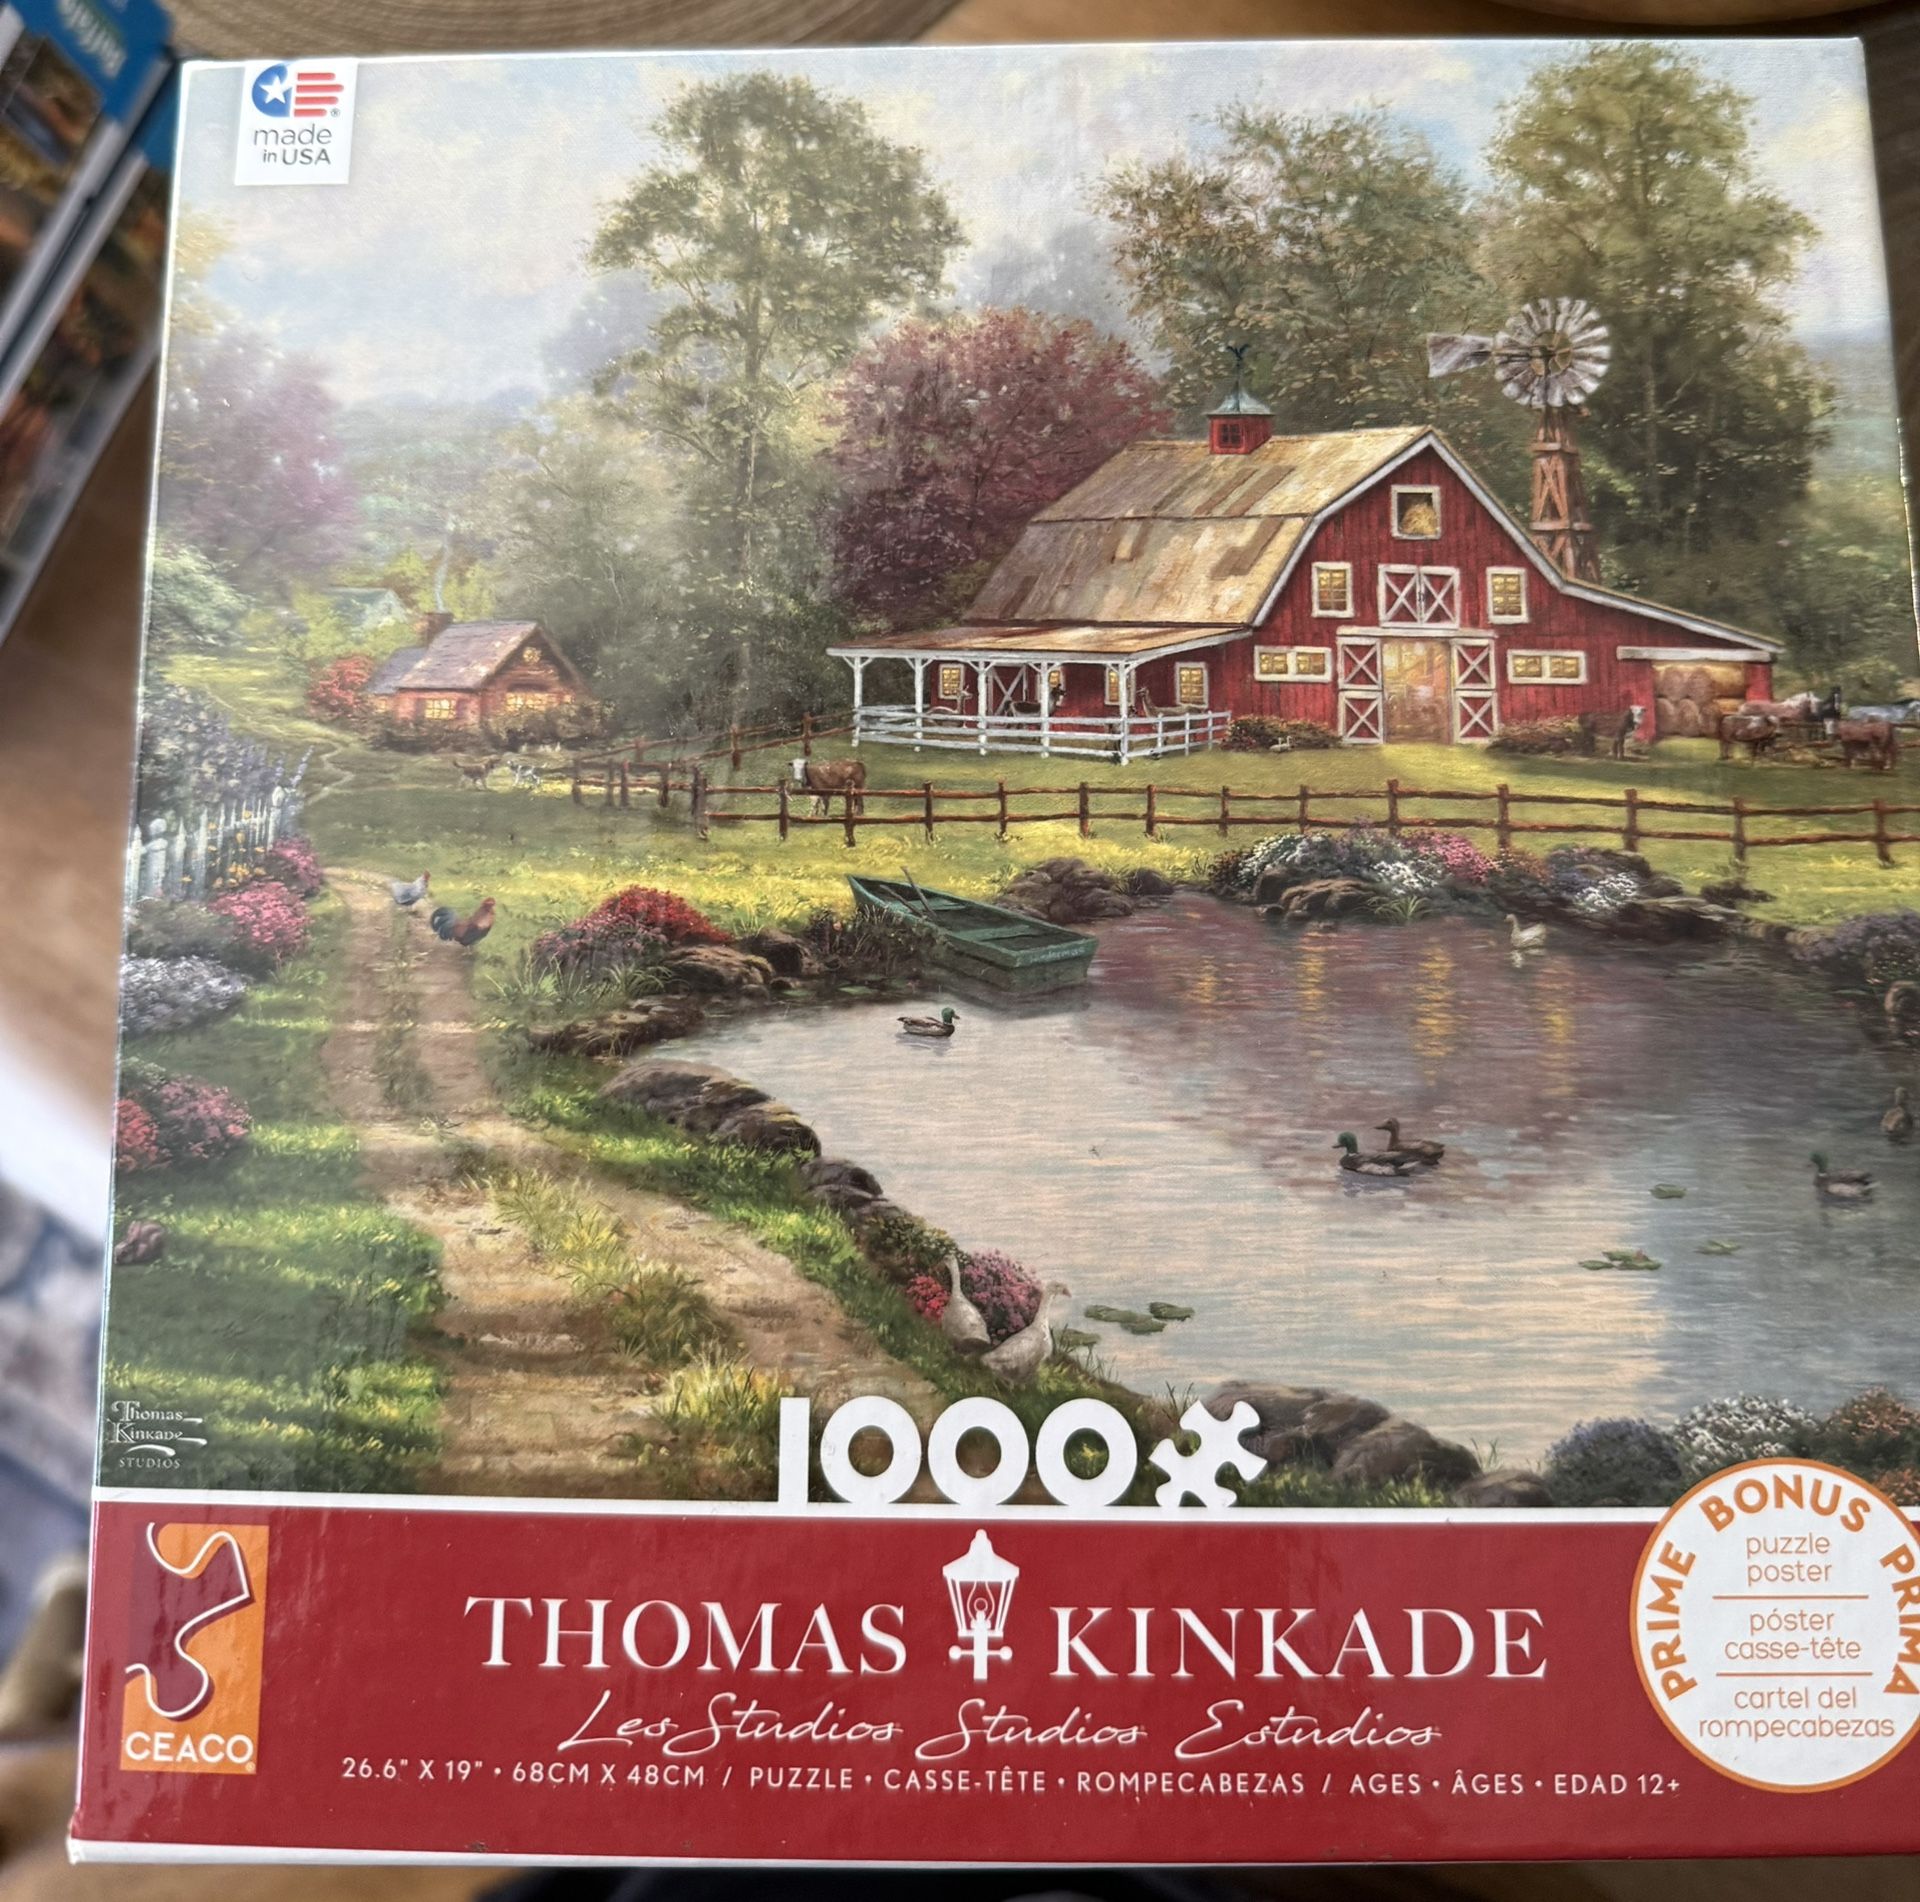 made
in USA
Thomas
Kinkade
STUDIOS
1000
CEACO
THOMAS KINKADE
Les Studios Studios Estudios
26.6" X 19" • 68CM X 48CM / PUZZLE • CASSE-TÊTE • ROMPECABEZAS / AGES • ÂGES • EDAD 12+
PRIME BONUS PRIMA
puzzle
poster
póster
casse-tête
cartel del
rompecabezas